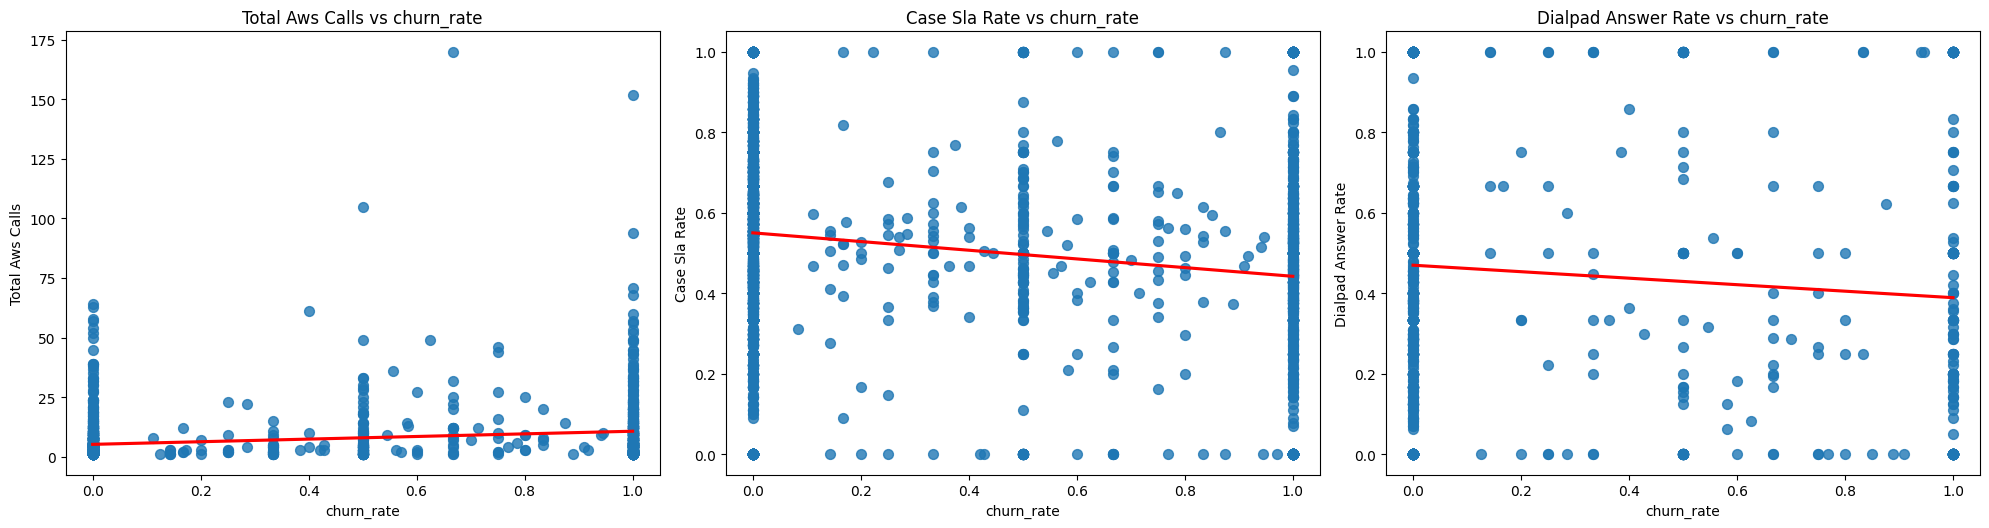 Total Aws Calls vs churn_rate
Total Aws Calls
175
150
125
100
75
50
25
0
0.0 0.2 0.4 0.6 0.8 1.0
churn_rate
Case Sla Rate vs churn_rate
Case Sla Rate
1.0
0.8
0.6
0.4
0.2
0.0
0.0 0.2 0.4 0.6 0.8 1.0
churn_rate
Dialpad Answer Rate vs churn_rate
Dialpad Answer Rate
1.0
0.8
0.6
0.4
0.2
0.0
0.0 0.2 0.4 0.6 0.8 1.0
churn_rate